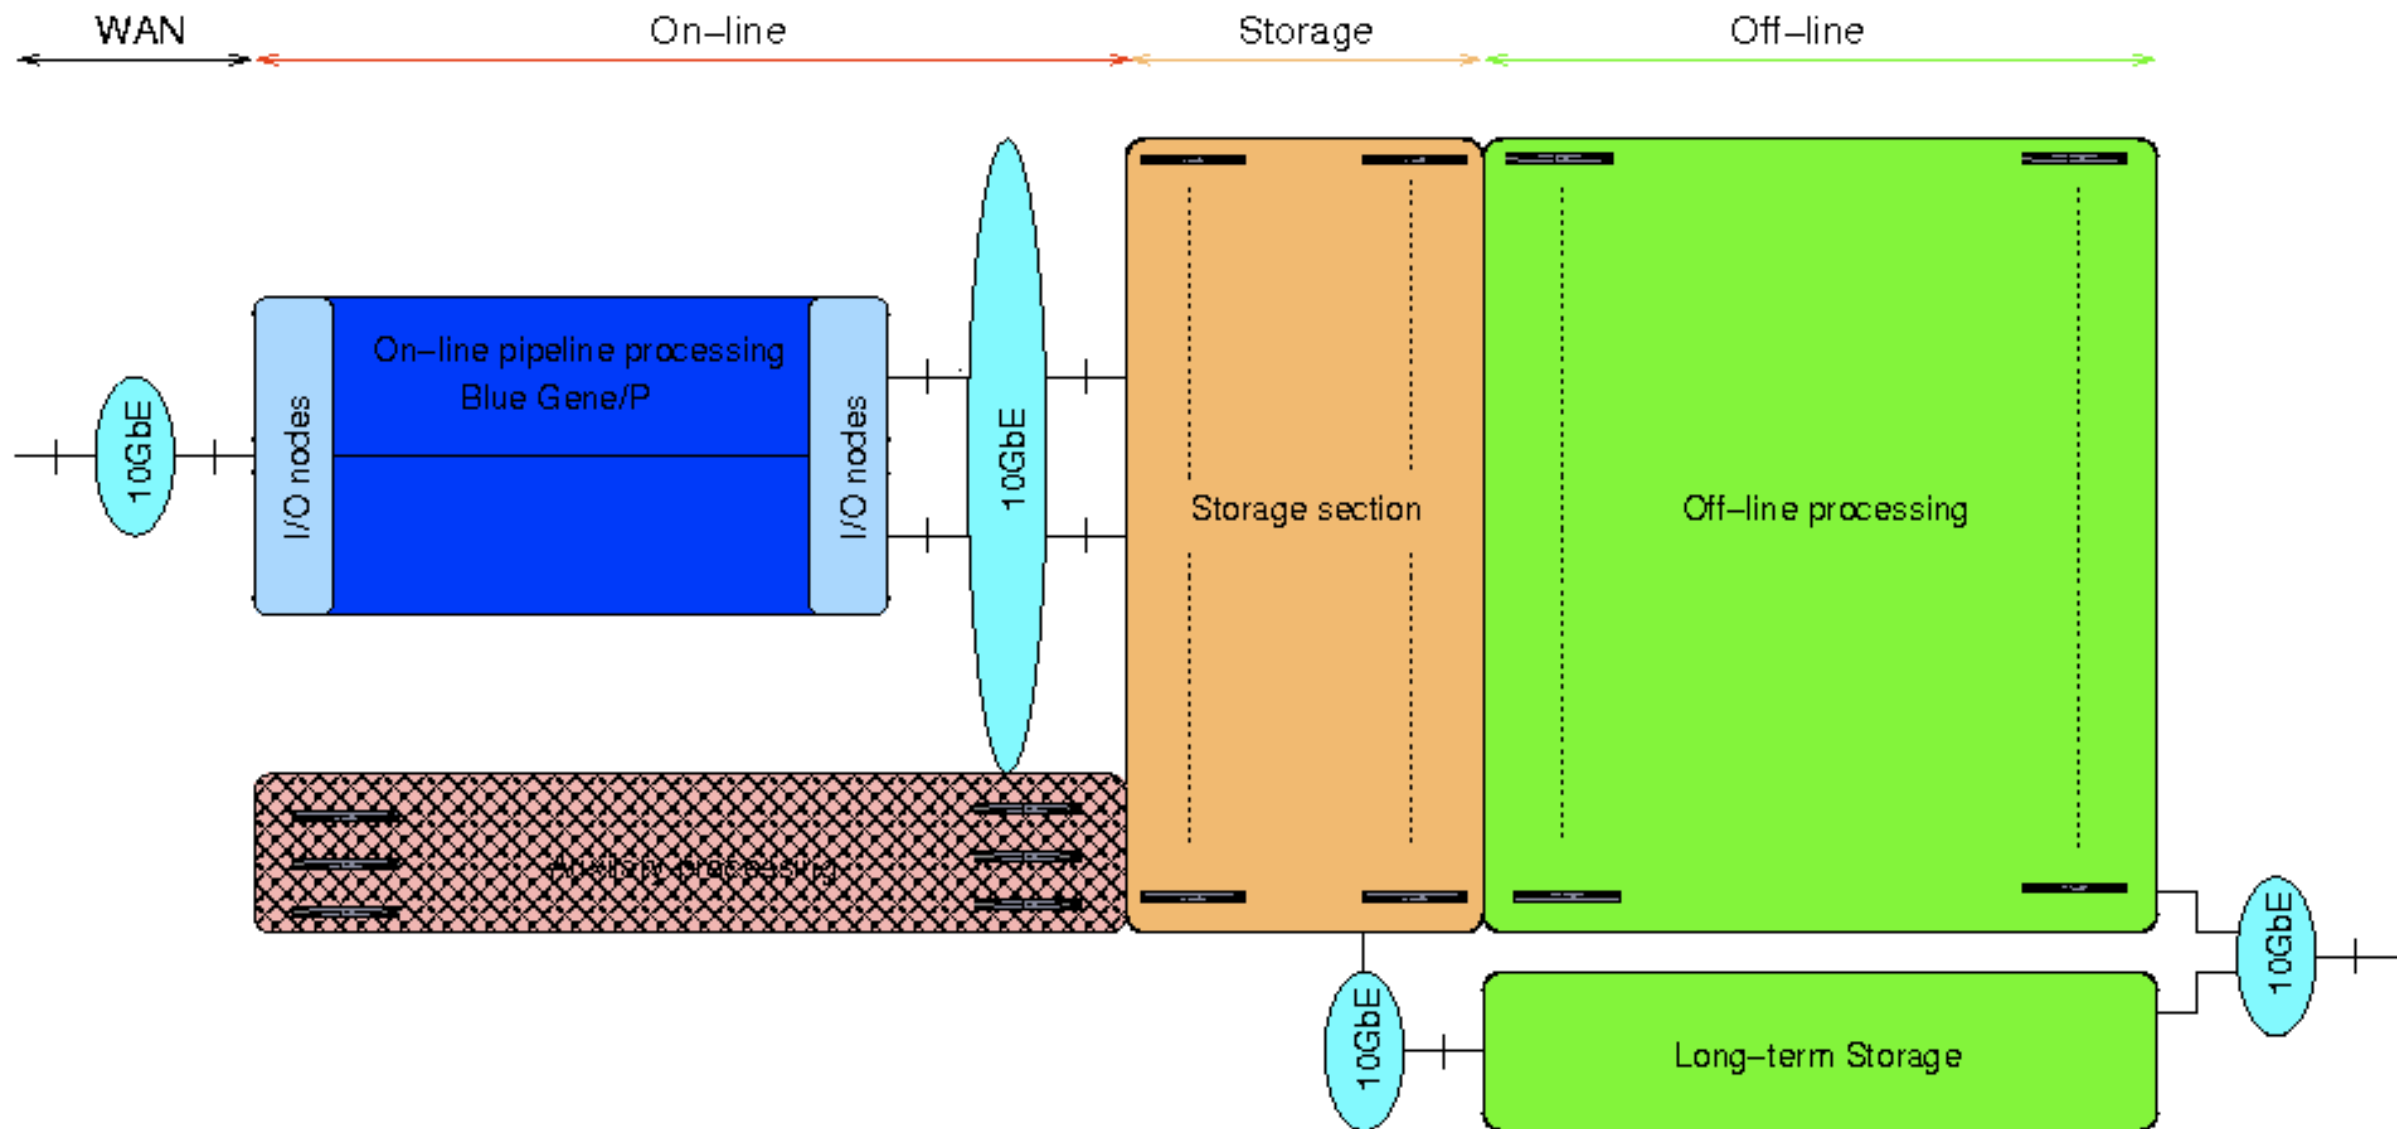 WAN
On–line
Storage
Off–line
10GbE
I/O nodes
On–line pipeline processing
Blue Gene/P
I/O nodes
10GbE
Storage section
Off–line processing
processing
10GbE
Long–term Storage
10GbE